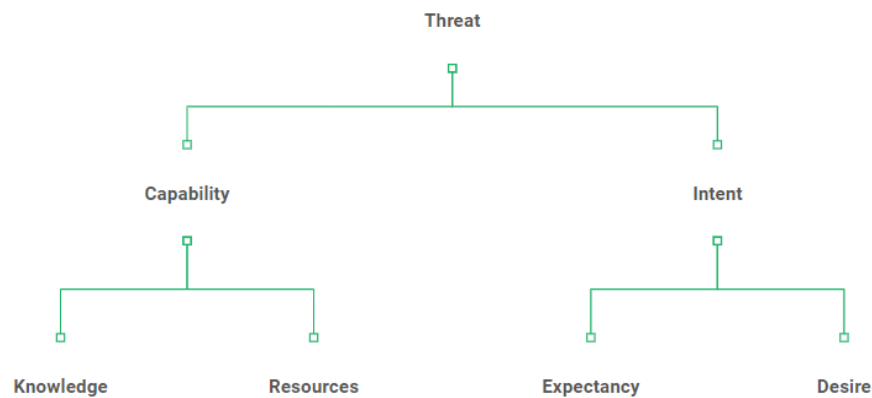 Threat
Capability
Intent
Knowledge
Resources
Expectancy
Desire